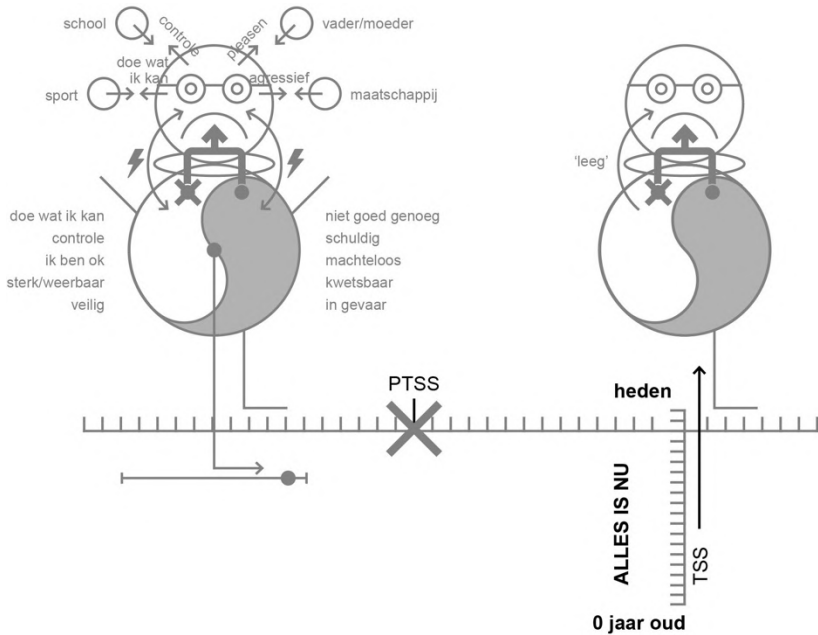 school
controle
pleasen
vader/moeder
doe wat
ik kan
agressief
sport
maatschappij
'leeg'
doe wat ik kan
controle
ik ben ok
sterk/weerbaar
veilig
niet goed genoeg
schuldig
machteloos
kwetsbaar
in gevaar
PTSS
heden
ALLES IS NU
TSS
0 jaar oud